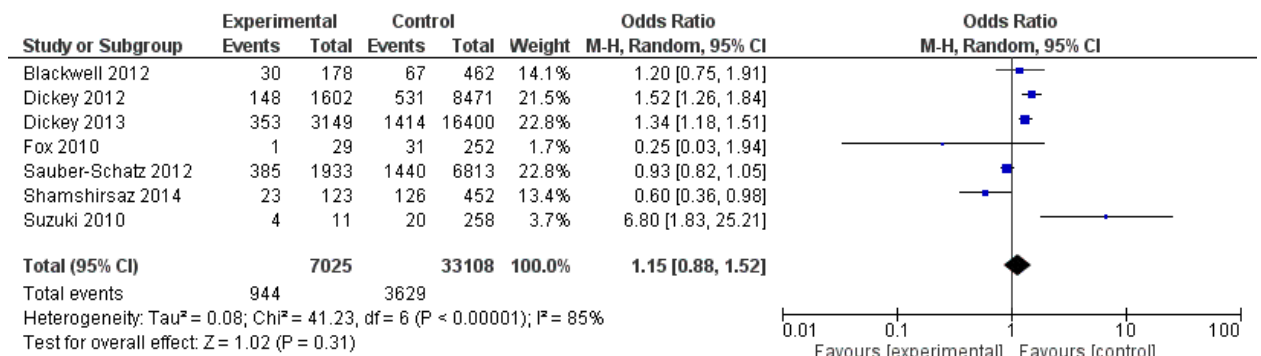 Experimental Control Odds Ratio Odds Ratio
Study or Subgroup Events Total Events Total Weight M-H, Random, 95% CI M-H, Random, 95% CI
Blackwell 2012 30 178 67 462 14.1% 1.20 [0.75, 1.91]
Dickey 2012 148 1602 531 8471 21.5% 1.52 [1.26, 1.84]
Dickey 2013 353 3149 1414 16400 22.8% 1.34 [1.18, 1.51]
Fox 2010 1 29 31 252 1.7% 0.25 [0.03, 1.94]
Sauber-Schatz 2012 385 1933 1440 6813 22.8% 0.93 [0.82, 1.05]
Shamshirsaz 2014 23 123 126 452 13.4% 0.60 [0.36, 0.98]
Suzuki 2010 4 11 20 258 3.7% 6.80 [1.83, 25.21]
Total (95% CI) 7025 33108 100.0% 1.15 [0.88, 1.52]
Total events 944 3629
Heterogeneity: Tau² = 0.08; Chi² = 41.23, df = 6 (P < 0.00001); I² = 85%
Test for overall effect: Z = 1.02 (P = 0.31)
0.01 0.1 1 10 100
Favours [experimental] Favours [control]